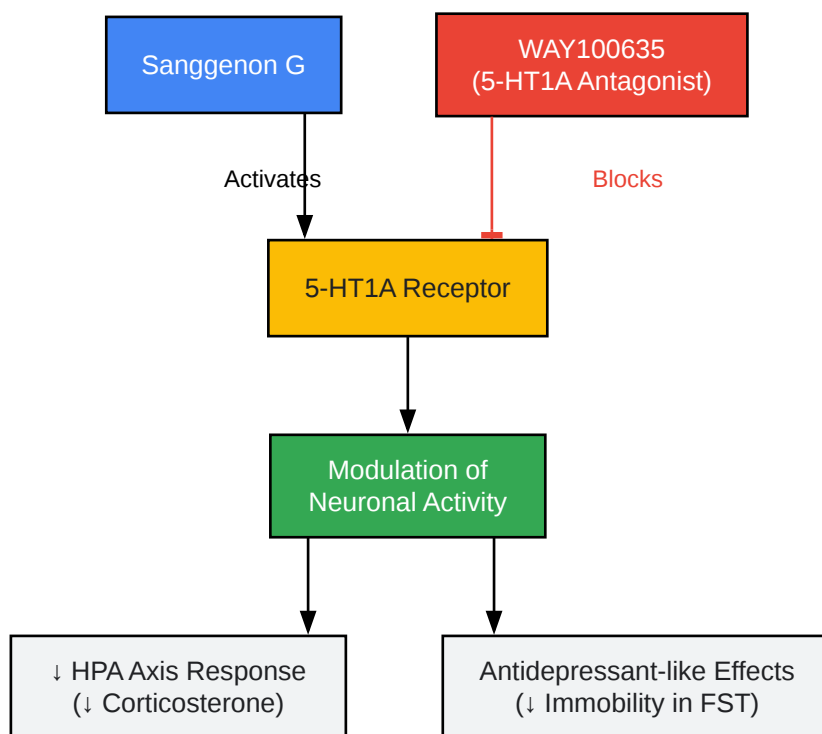 Sanggenon G
WAY100635
(5-HT1A Antagonist)
Activates
Blocks
5-HT1A Receptor
Modulation of
Neuronal Activity
↓ HPA Axis Response
(↓ Corticosterone)
Antidepressant-like Effects
(↓ Immobility in FST)